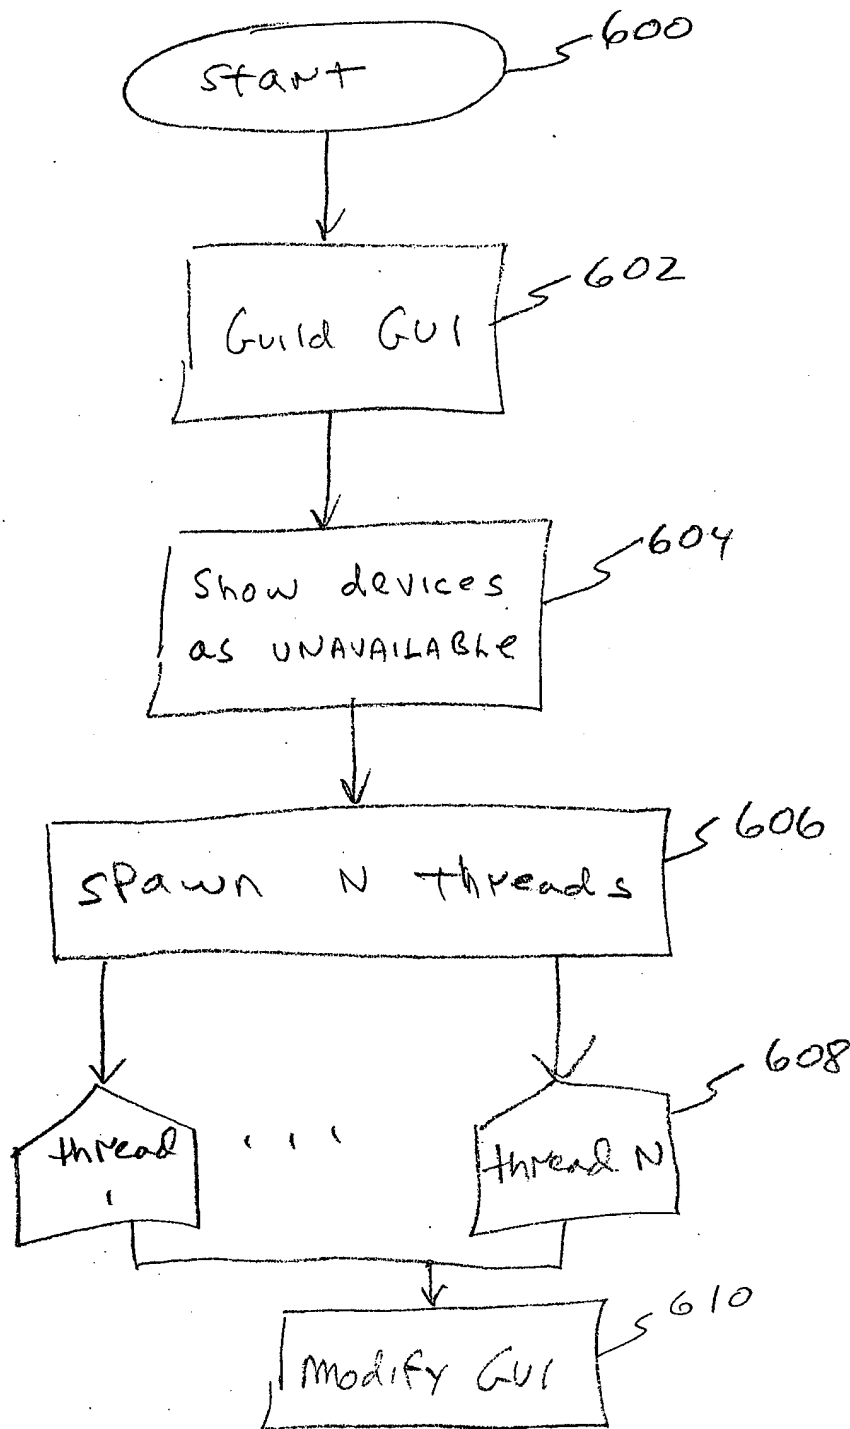 Start
600
Guild GUI
602
Show devices
as UNAVAILABLE
604
spawn N threads
606
thread
1
. . .
thread N
608
Modify GUI
610